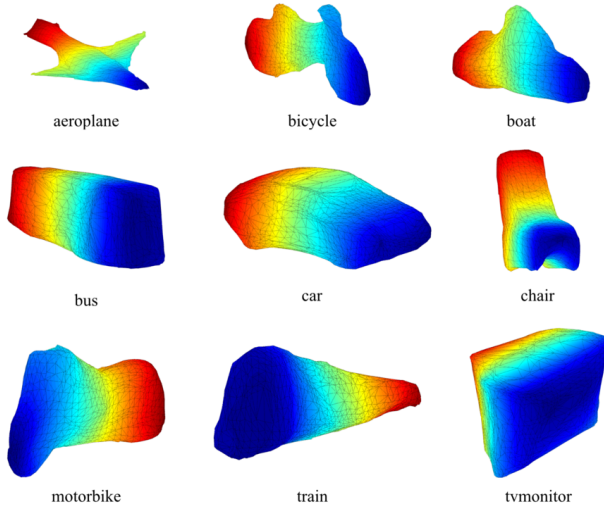 aeroplane
bicycle
boat
bus
car
chair
motorbike
train
tvmonitor